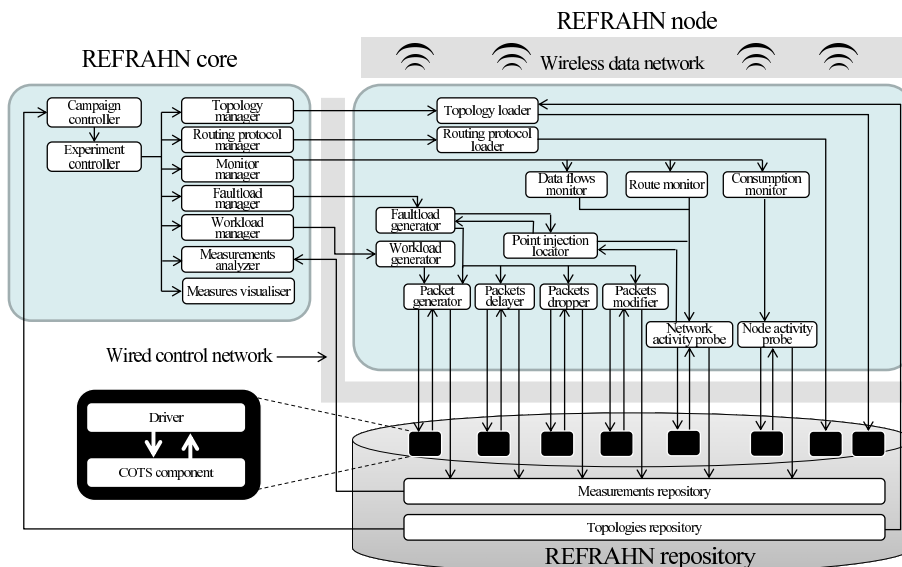 REFRAHN node
REFRAHN core
Wireless data network
Campaign
controller
Experiment
controller
Topology
manager
Routing protocol
manager
Monitor
manager
Faultload
manager
Workload
manager
Measurements
analyzer
Measures visualiser
Topology loader
Routing protocol
loader
Data flows
monitor
Route monitor
Consumption
monitor
Faultload
generator
Workload
generator
Point injection
locator
Packet
generator
Packets
delayer
Packets
dropper
Packets
modifier
Network
activity probe
Node activity
probe
Wired control network
Driver
COTS component
Measurements repository
Topologies repository
REFRAHN repository